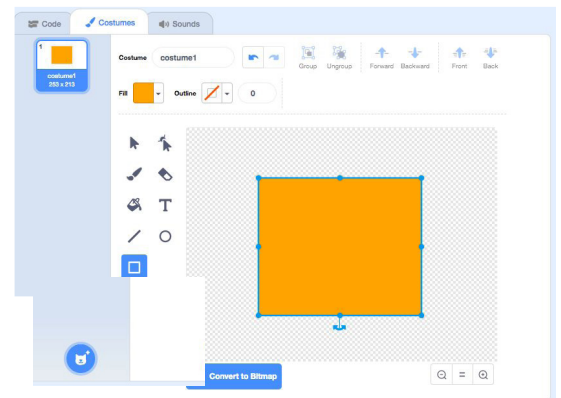 Code
Costumes
Sounds
1
costume1
253 x 213
Costume
costume1
Group
Ungroup
Forward
Backward
Front
Back
Fill
Outline
0
T
Convert to Bitmap